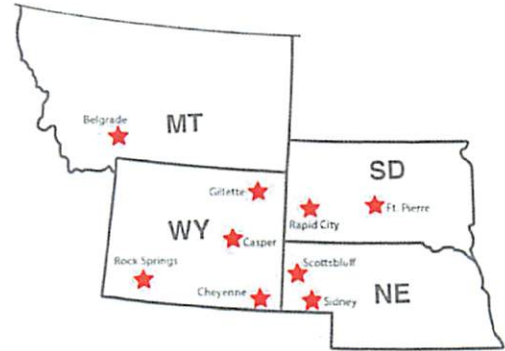 Belgrade
MT
Gillette
SD
Rapid City
Ft. Pierre
WY
Casper
Rock Springs
Scottsbluff
Cheyenne
Sidney
NE